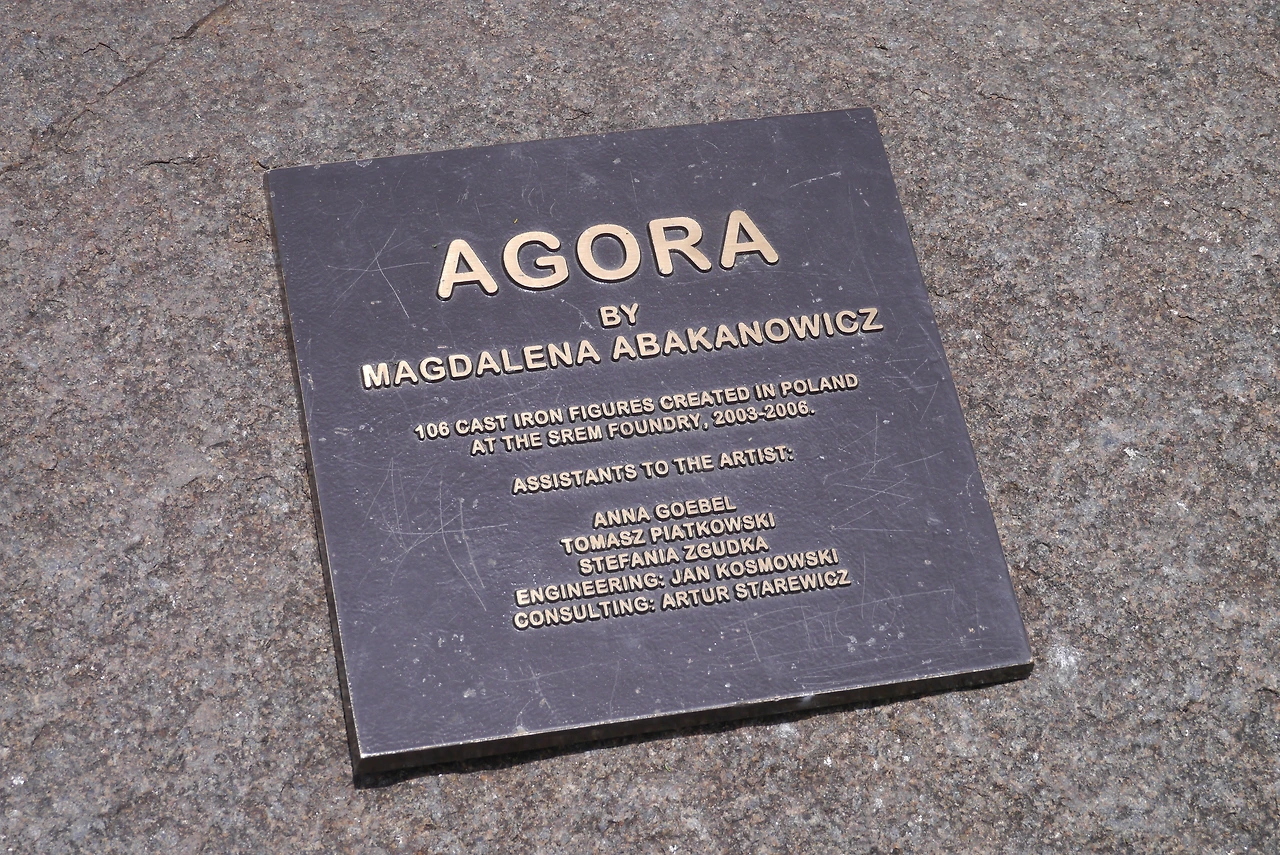 AGORA
BY
MAGDALENA ABAKANOWICZ
106 CAST IRON FIGURES CREATED IN POLAND
AT THE SREM FOUNDRY, 2003-2006.
ASSISTANTS TO THE ARTIST:
ANNA GOEBEL
TOMASZ PIATKOWSKI
STEFANIA ZGUDKA
ENGINEERING: JAN KOSMOWSKI
CONSULTING: ARTUR STAREWICZ